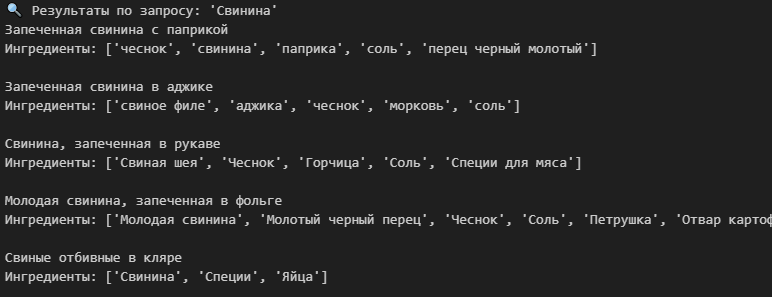 🔍 Результаты по запросу: 'Свинина'
Запеченная свинина с паприкой
Ингредиенты: ['чеснок', 'свинина', 'паприка', 'соль', 'перец черный молотый']
Запеченная свинина в аджике
Ингредиенты: ['свиное филе', 'аджика', 'чеснок', 'морковь', 'соль']
Свинина, запеченная в рукаве
Ингредиенты: ['Свиная шея', 'Чеснок', 'Горчица', 'Соль', 'Специи для мяса']
Молодая свинина, запеченная в фольге
Ингредиенты: ['Молодая свинина', 'Молотый черный перец', 'Чеснок', 'Соль', 'Петрушка', 'Отвар
Свиные отбивные в кляре
Ингредиенты: ['Свинина', 'Специи', 'Яйца']